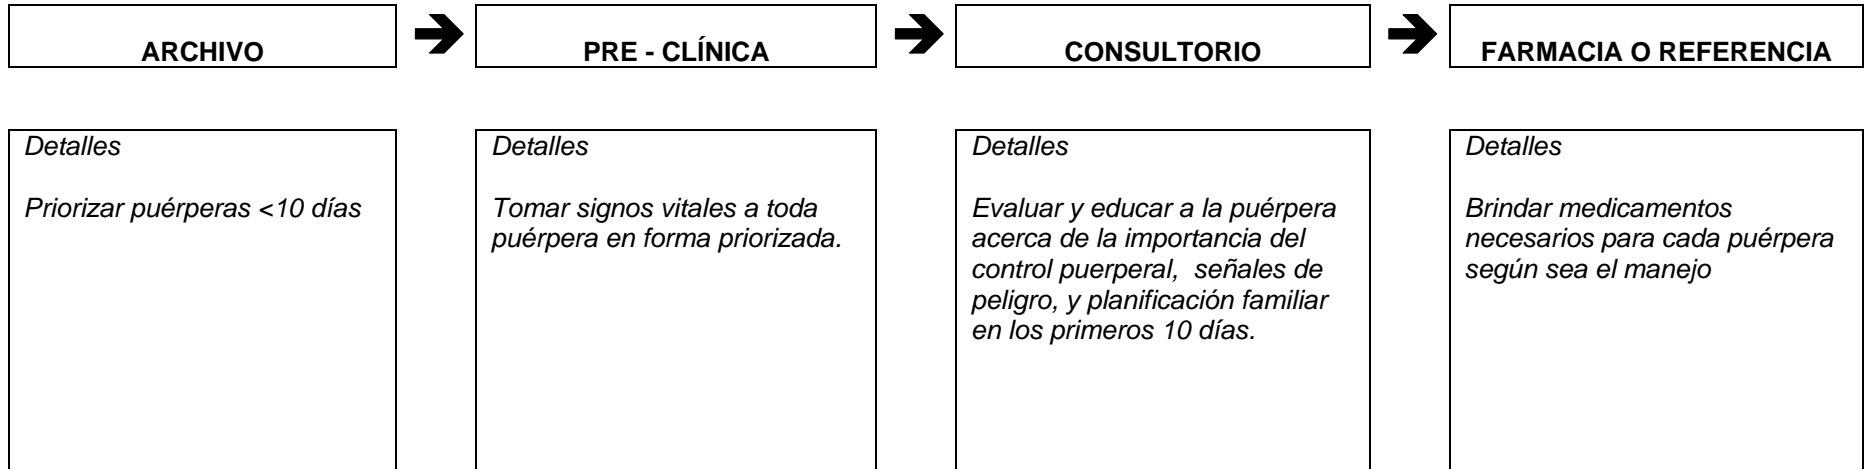 ARCHIVO
PRE - CLÍNICA
CONSULTORIO
FARMACIA O REFERENCIA
Detalles
Priorizar puérperas <10 días
Detalles
Tomar signos vitales a toda
puérpera en forma priorizada.
Detalles
Evaluar y educar a la puérpera
acerca de la importancia del
control puerperal,  señales de
peligro, y planificación familiar
en los primeros 10 días.
Detalles
Brindar medicamentos
necesarios para cada puérpera
según sea el manejo